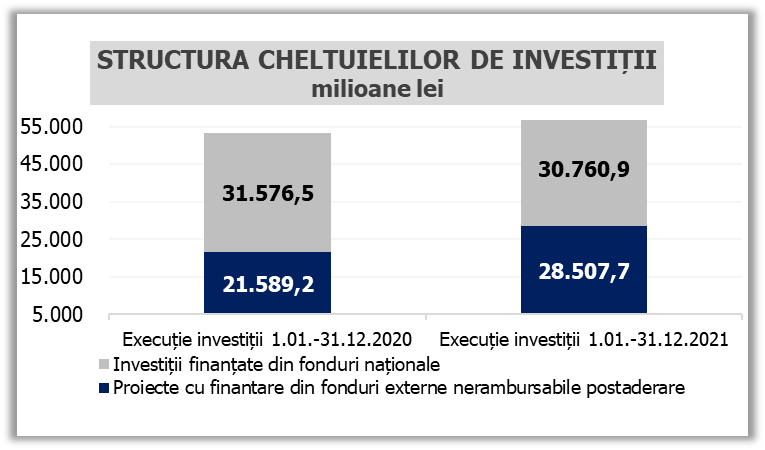 STRUCTURA CHELTUIELILOR DE INVESTIȚII
milioane lei
55.000
45.000
35.000
25.000
15.000
5.000
31.576,5
21.589,2
30.760,9
28.507,7
Execuție investiții 1.01.-31.12.2020
Execuție investiții 1.01.-31.12.2021
Investiții finanțate din fonduri naționale
Proiecte cu finantare din fonduri externe nerambursabile postaderare